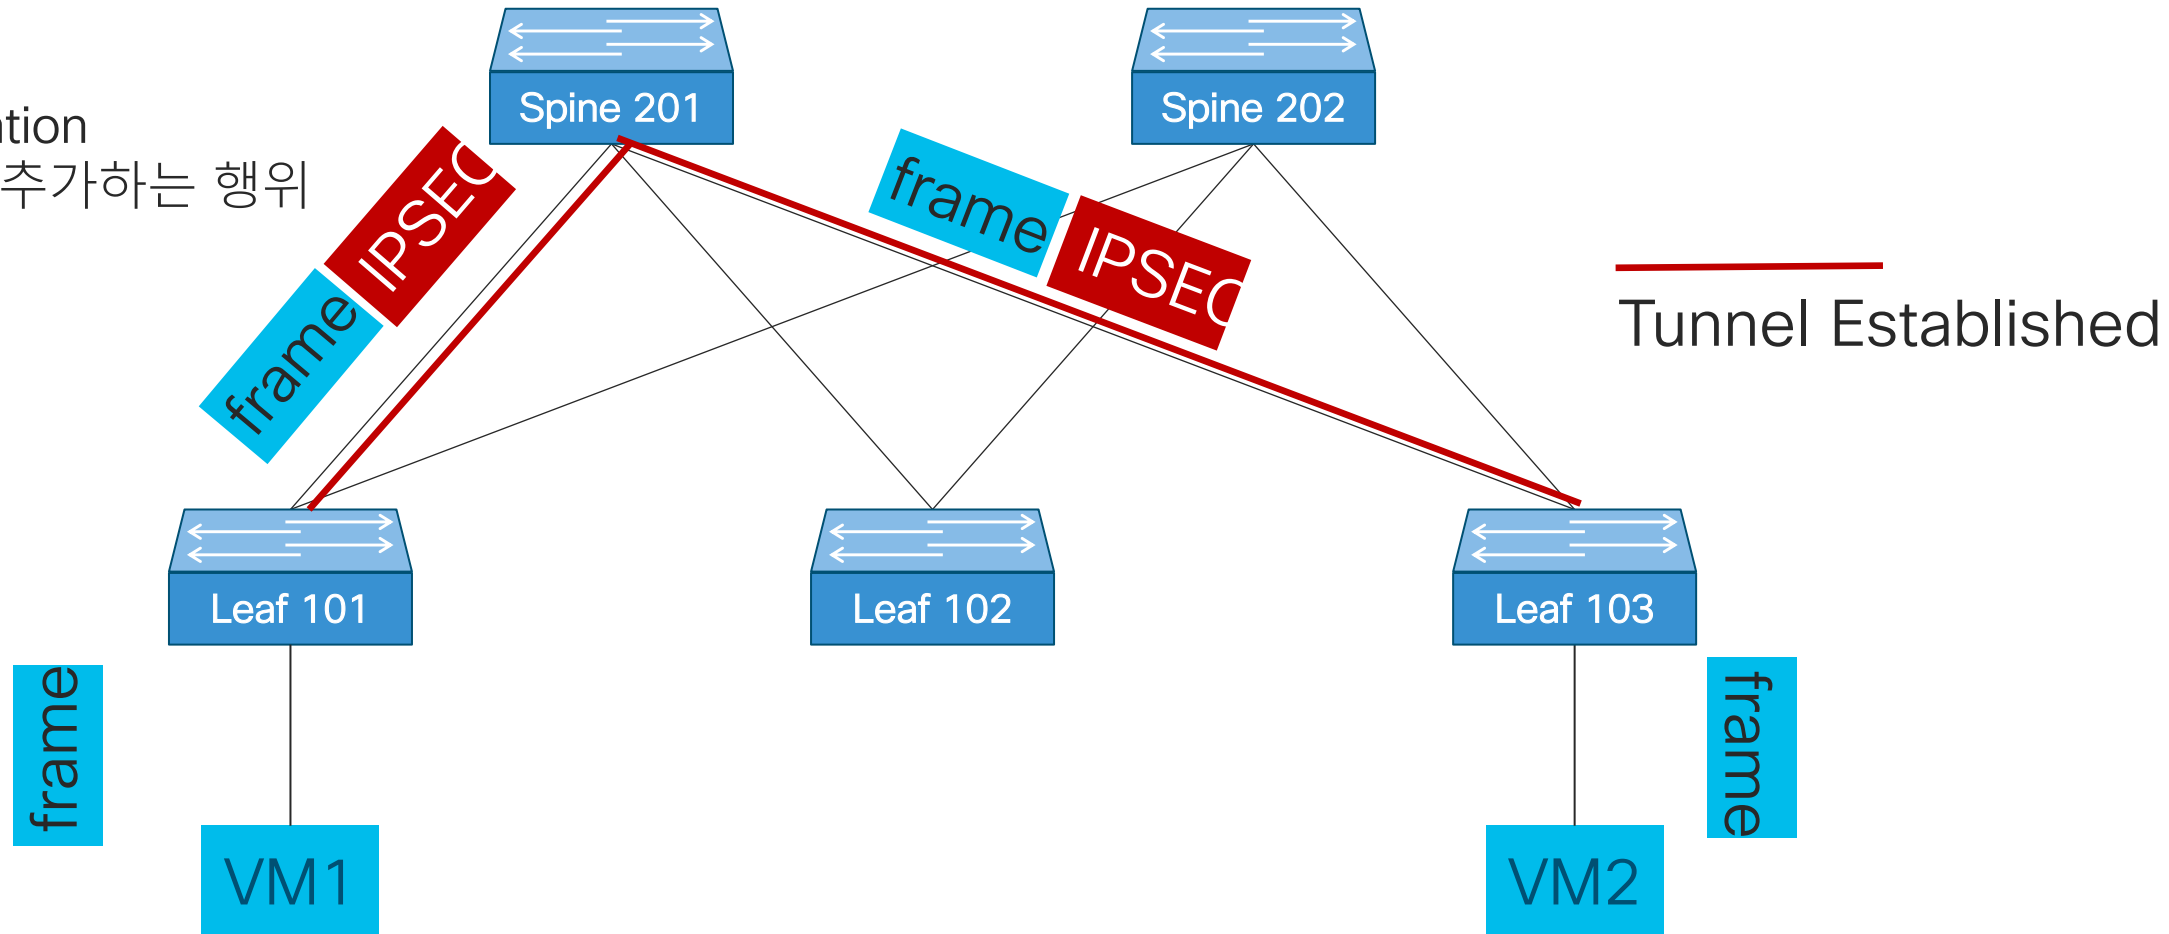 Spine 201
Spine 202
추가하는 행위
IPSEC
frame
frame
IPSEC
Tunnel Established
Leaf 101
Leaf 102
Leaf 103
frame
frame
VM1
VM2